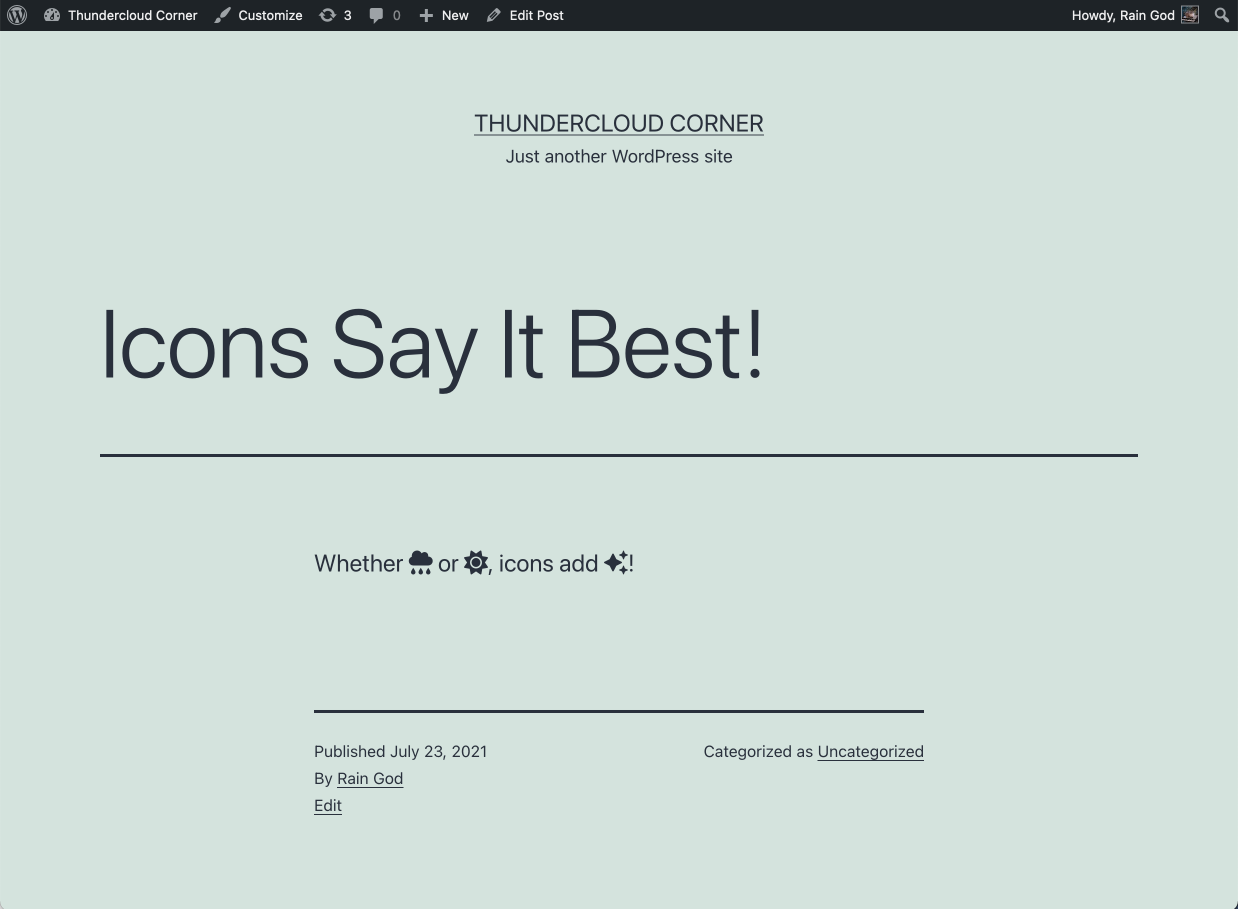 Thundercloud Corner Customize 3 0 New Edit Post Howdy, Rain God
THUNDERCLOUD CORNER
Just another WordPress site
Icons Say It Best!
Whether or , icons add !
Published July 23, 2021
Categorized as Uncategorized
By Rain God
Edit